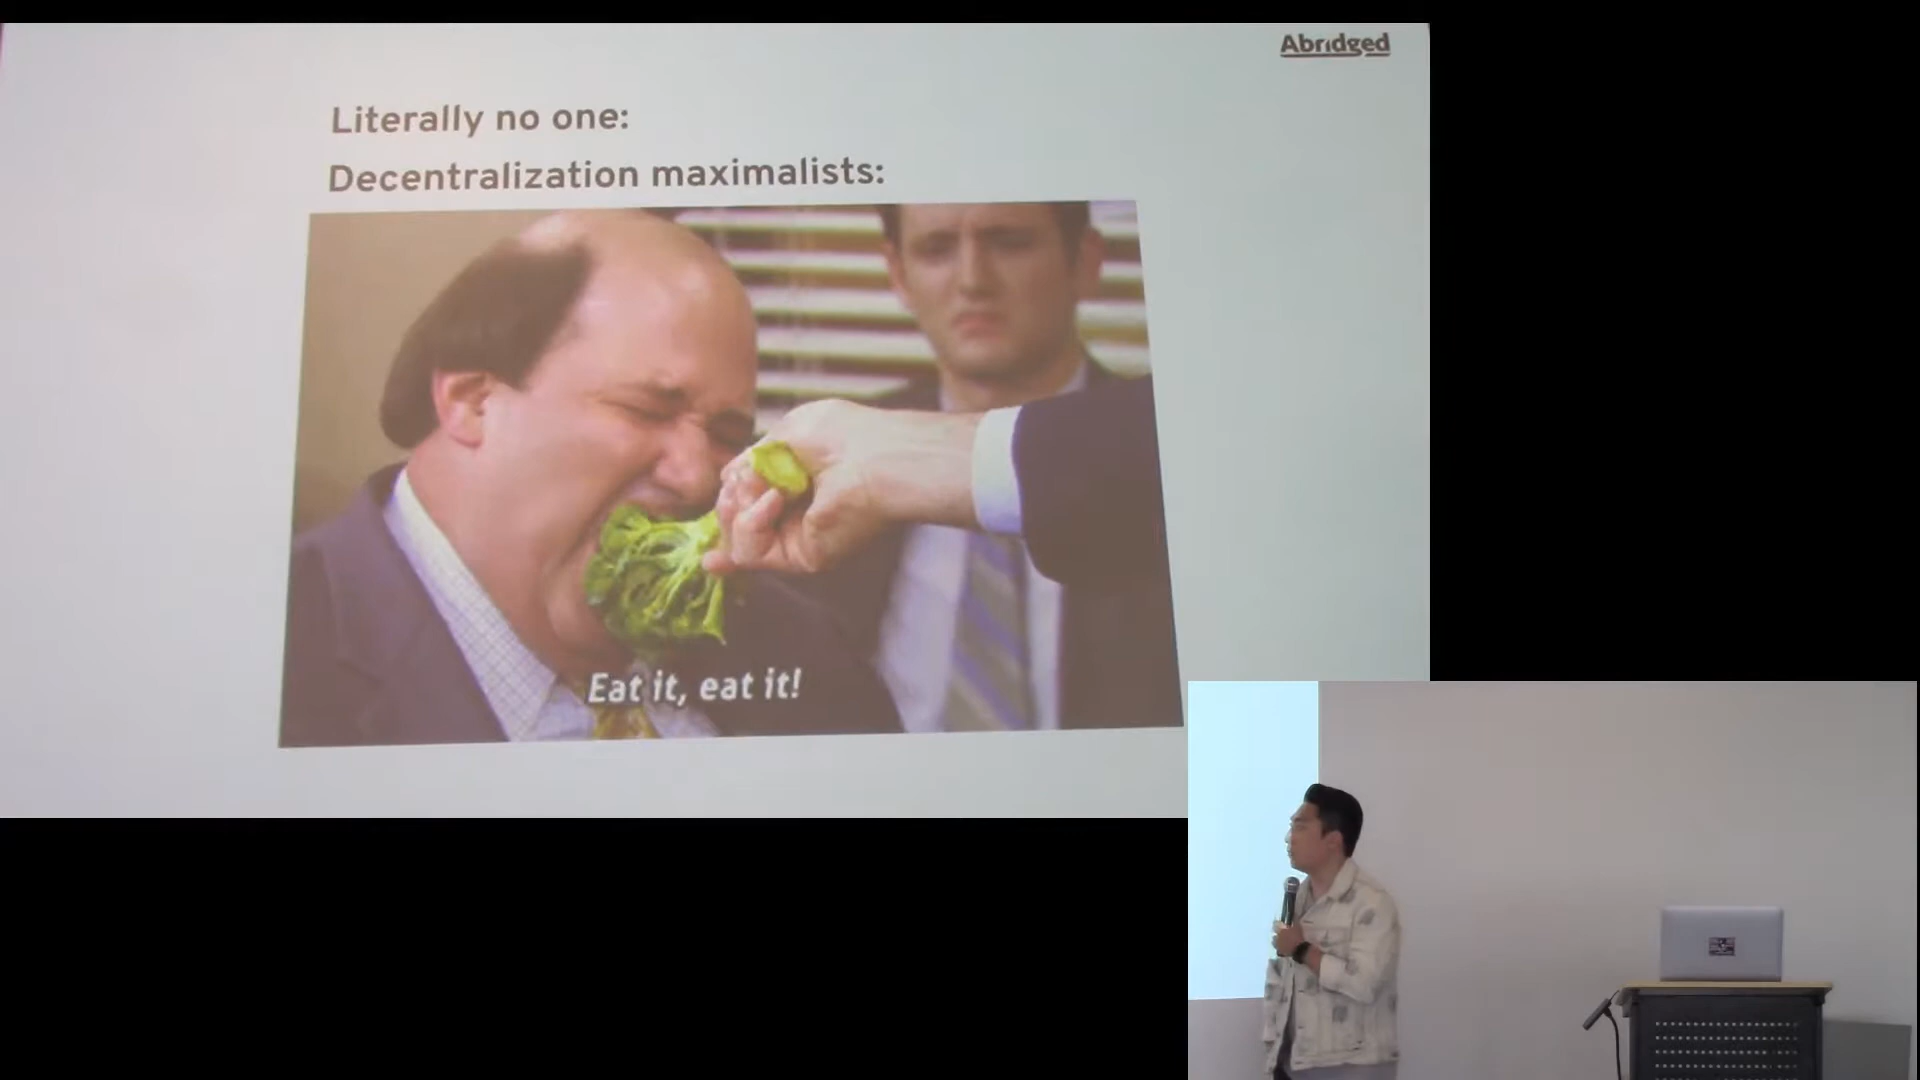 Abridged
Literally no one:
Decentralization maximalists:
Eat it, eat it!